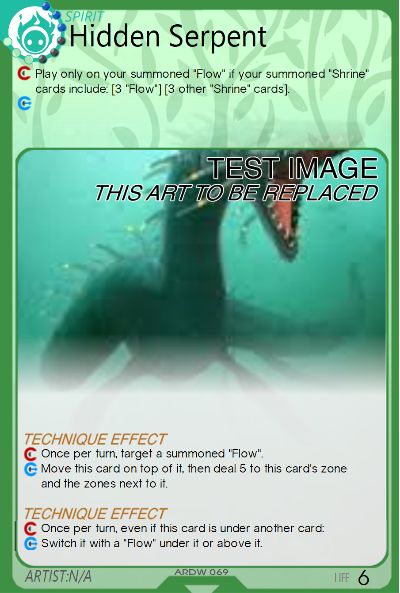 SPIRIT
Hidden Serpent
Play only on your summoned "Flow" if your summoned "Shrine"
cards include: [3 "Flow"] [3 other "Shrine" cards].
TEST IMAGE
THIS ART TO BE REPLACED
TECHNIQUE EFFECT
Once per turn, target a summoned "Flow".
Move this card on top of it, then deal 5 to this card's zone
and the zones next to it.
TECHNIQUE EFFECT
Once per turn, even if this card is under another card:
Switch it with a "Flow" under it or above it.
ARTIST:N/A
ARDW 069
LIFE 6